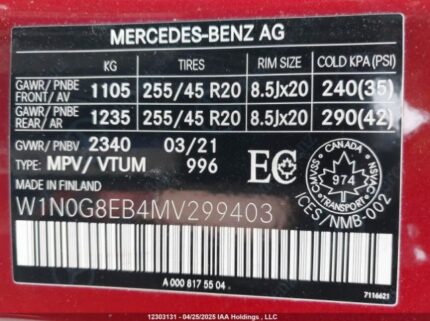 MERCEDES-BENZ AG
KG TIRES RIM SIZE COLD KPA (PSI)
GAWR/ PNBE FRONT/ AV 1105 255/45 R20 8.5Jx20 240(35)
GAWR/ PNBE REAR/ AR 1235 255/45 R20 8.5Jx20 290(42)
GVWR/ PNBV 2340 03/21
TYPE: MPV/ VTUM 996
MADE IN FINLAND
W1N0G8EB4MV299403
EC
CANADA
974
CMVSS
NSVAC
ICES/NMB-002
A 000 817 55 04
7116621
12303131 - 04/25/2025 IAA Holdings , LLC